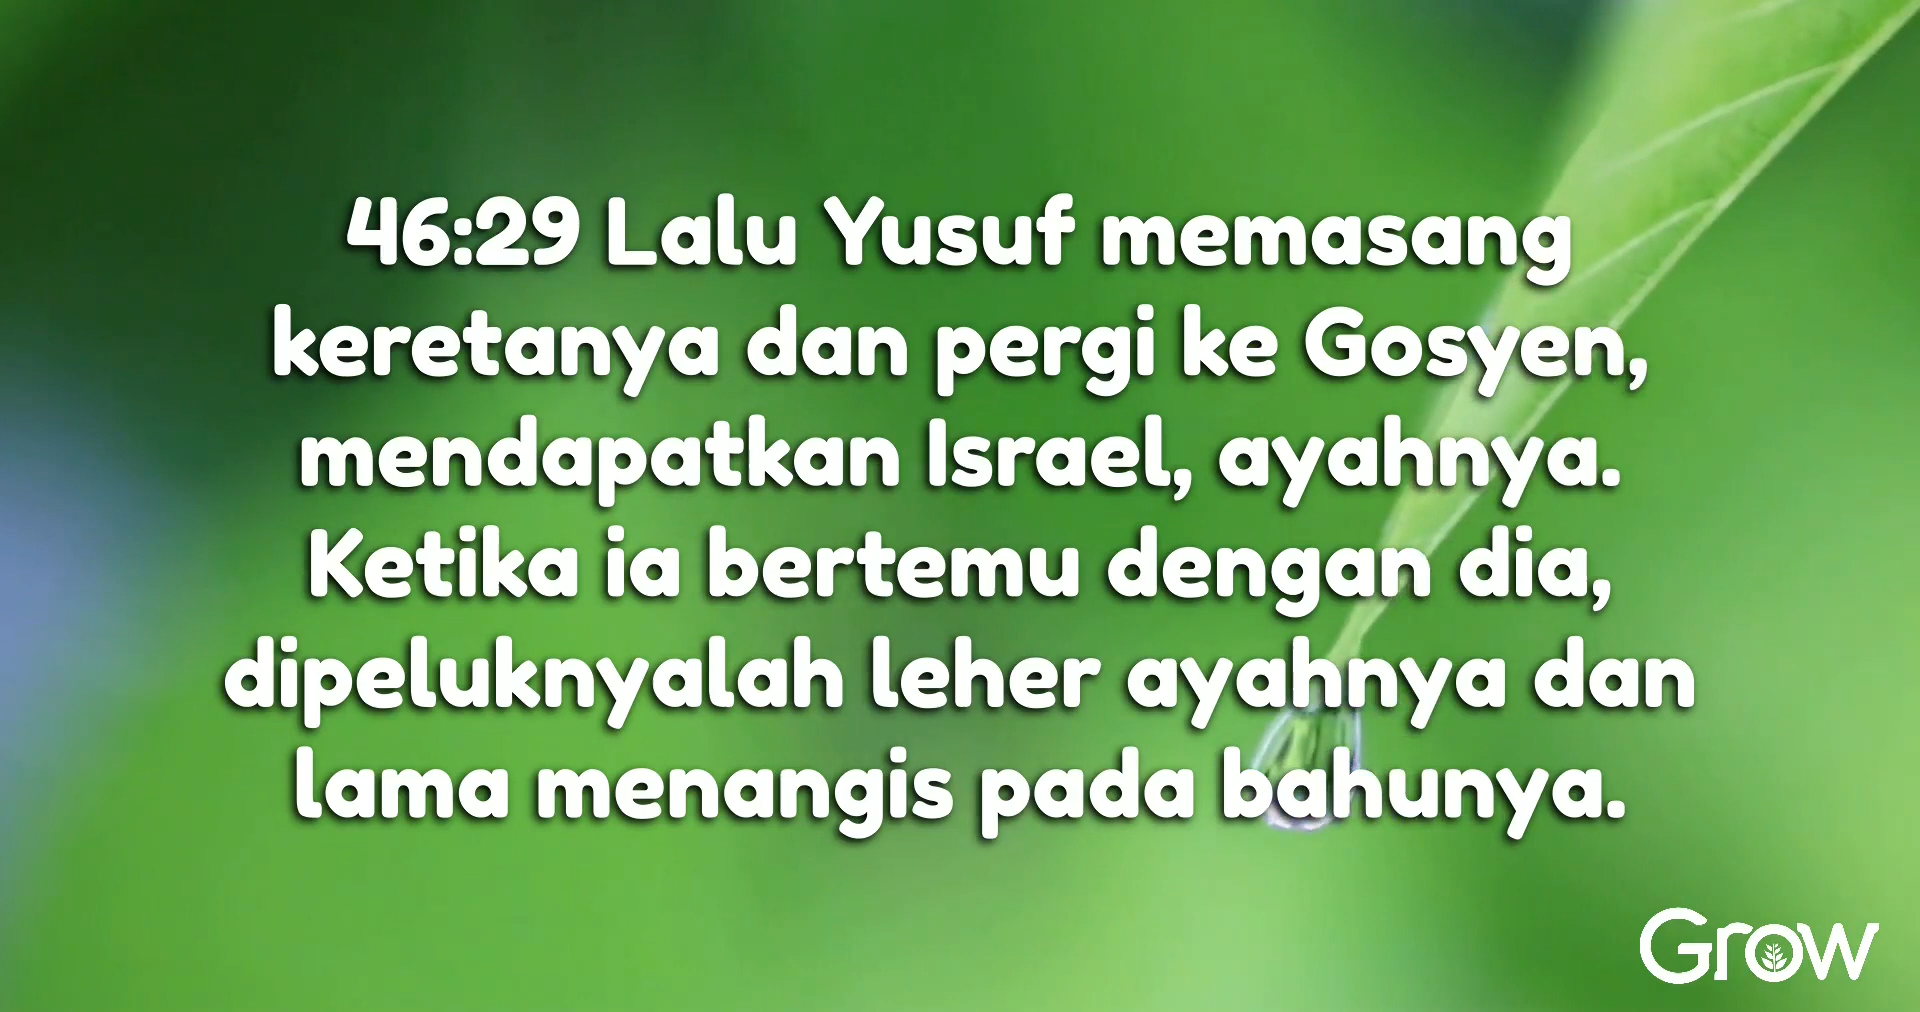 46:29 Lalu Yusuf memasang
keretanya dan pergi ke Gosyen,
mendapatkan Israel, ayahnya.
Ketika ia bertemu dengan dia,
dipeluknyalah leher ayahnya dan
lama menangis pada bahunya.
Grow